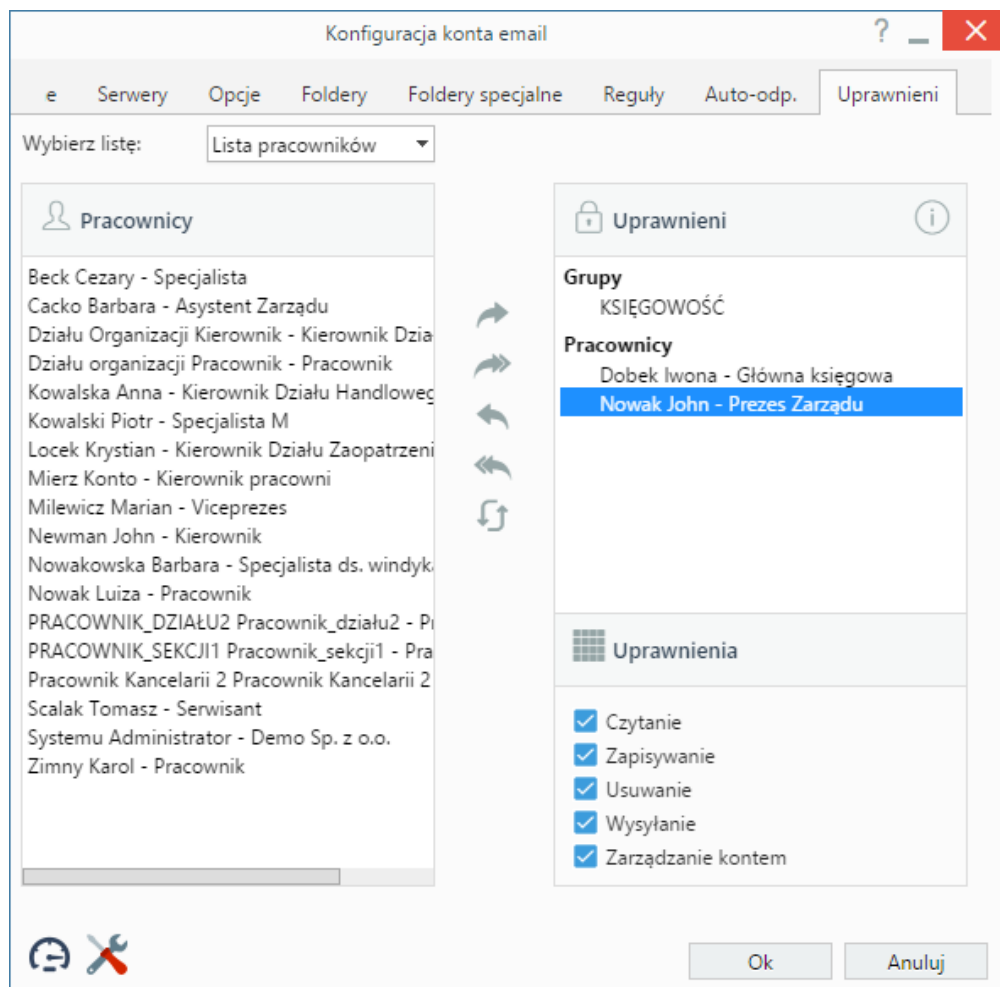 Konfiguracja konta email
?
e Serwery Opcje Foldery Foldery specjalne Reguły Auto-odp. Uprawnieni
Wybierz listę: Lista pracowników
Pracownicy
Beck Cezary - Specjalista
Cacko Barbara - Asystent Zarządu
Działu Organizacji Kierownik - Kierownik Dzia
Działu organizacji Pracownik - Pracownik
Kowalska Anna - Kierownik Działu Handloweg
Kowalski Piotr - Specjalista M
Locek Krystian - Kierownik Działu Zaopatrzeni
Mierz Konto - Kierownik pracowni
Milewicz Marian - Viceprezes
Newman John - Kierownik
Nowakowska Barbara - Specjalista ds. windyk
Nowak Luiza - Pracownik
PRACOWNIK_DZIAŁU2 Pracownik_działu2 - Pr
PRACOWNIK_SEKCJI1 Pracownik_sekcji1 - Pra
Pracownik Kancelarii 2 Pracownik Kancelarii 2
Scalak Tomasz - Serwisant
Systemu Administrator - Demo Sp. z o.o.
Zimny Karol - Pracownik
Uprawnieni
Grupy
KSIĘGOWOŚĆ
Pracownicy
Dobek Iwona - Główna księgowa
Nowak John - Prezes Zarządu
Uprawnienia
Czytanie
Zapisywanie
Usuwanie
Wysyłanie
Zarządzanie kontem
Ok Anuluj